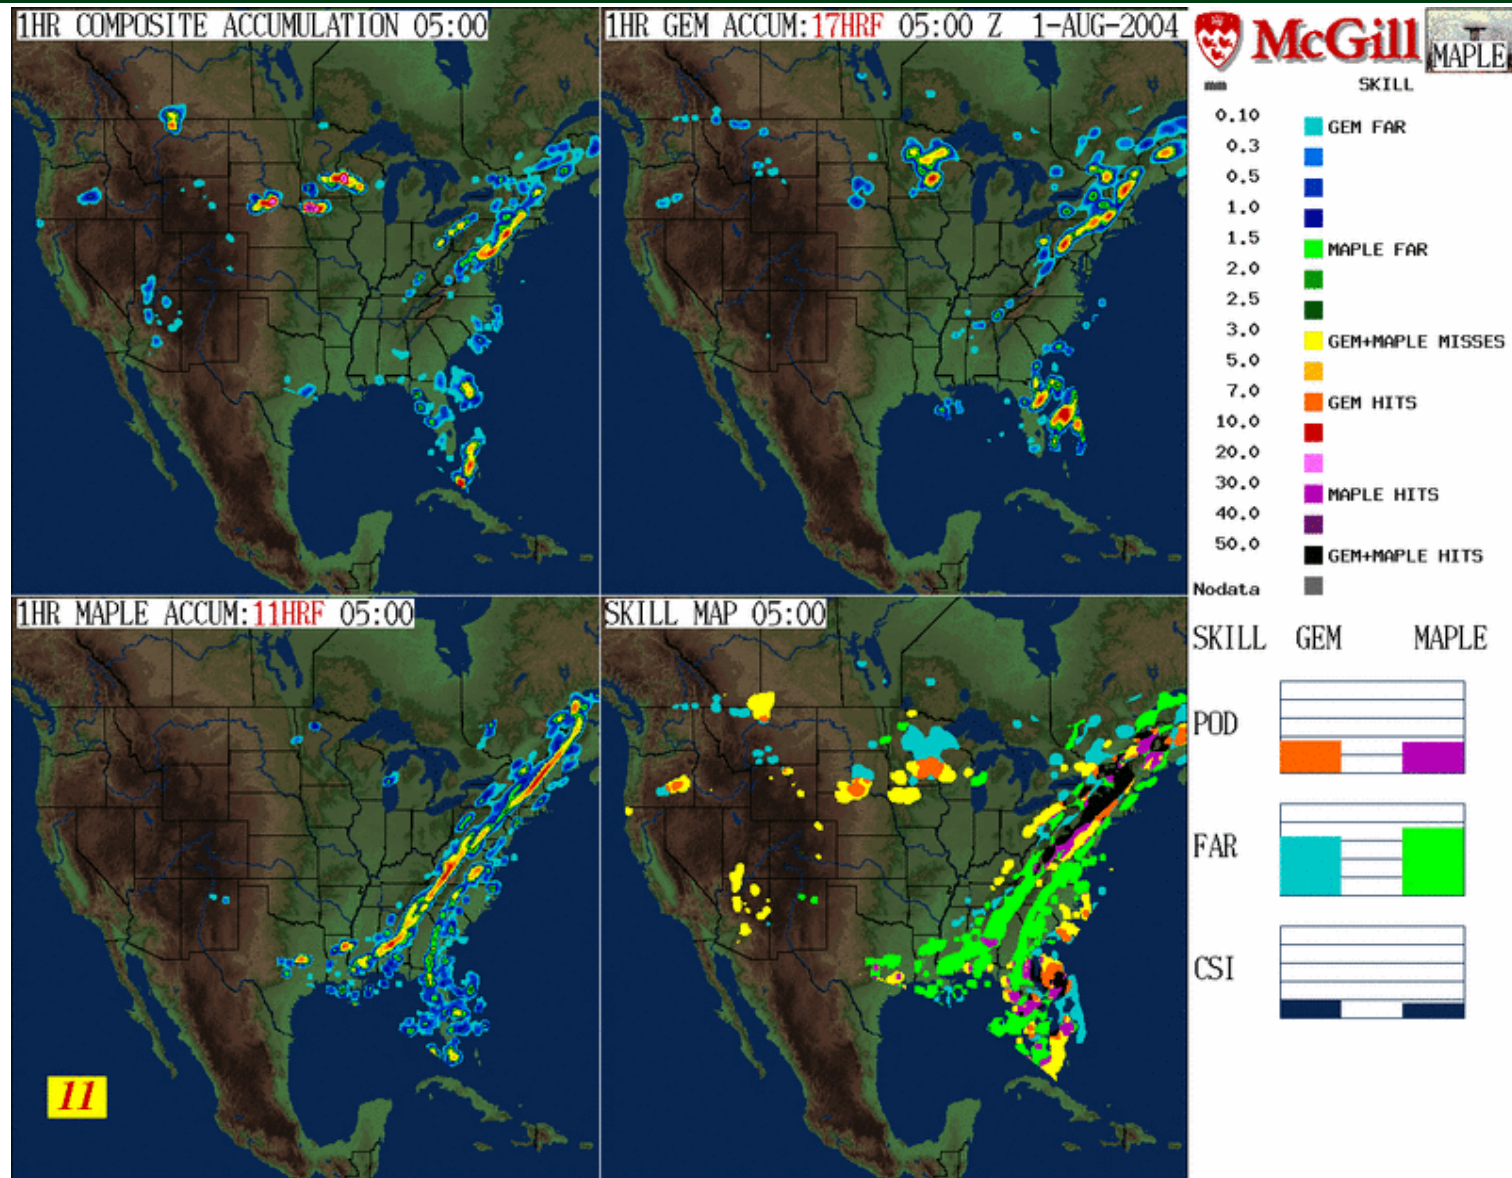 1HR COMPOSITE ACCUMULATION 05:00
1HR GEM ACCUM:17HRF 05:00 Z 1-AUG-2004
McGill
MAPLE
mm
SKILL
0.10
GEM FAR
0.3
0.5
1.0
1.5
MAPLE FAR
2.0
2.5
3.0
GEM+MAPLE MISSES
5.0
7.0
GEM HITS
10.0
20.0
30.0
MAPLE HITS
40.0
50.0
GEM+MAPLE HITS
Nodata
1HR MAPLE ACCUM:11HRF 05:00
SKILL MAP 05:00
SKILL GEM MAPLE
POD
FAR
CSI
11